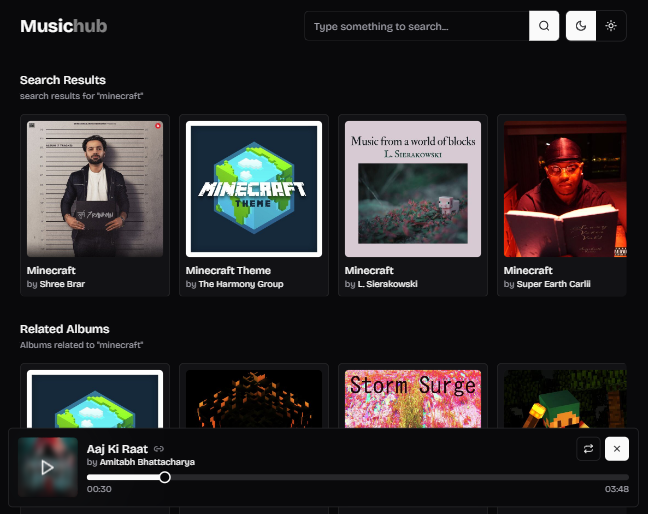 Musichub
Type something to search...
Search Results
search results for "minecraft"
MINECRAFT
THEME
Music from a world of blocks
L. Sierakowski
Minecraft
by Shree Brar
Minecraft Theme
by The Harmony Group
Minecraft
by L. Sierakowski
Minecraft
by Super Earth Carlii
Related Albums
Albums related to "minecraft"
Storm Surge
Aaj Ki Raat
by Amitabh Bhattacharya
00:30
03:48